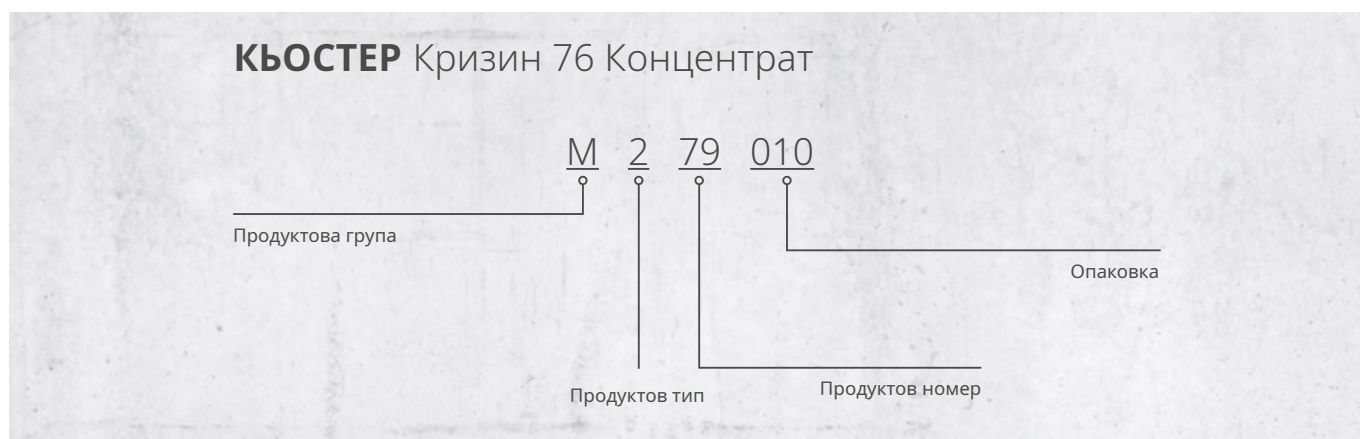 КЬОСТЕР Кризин 76 Концентрат
M 2 79 010
Продуктова група
Опаковка
Продуктов тип
Продуктов номер